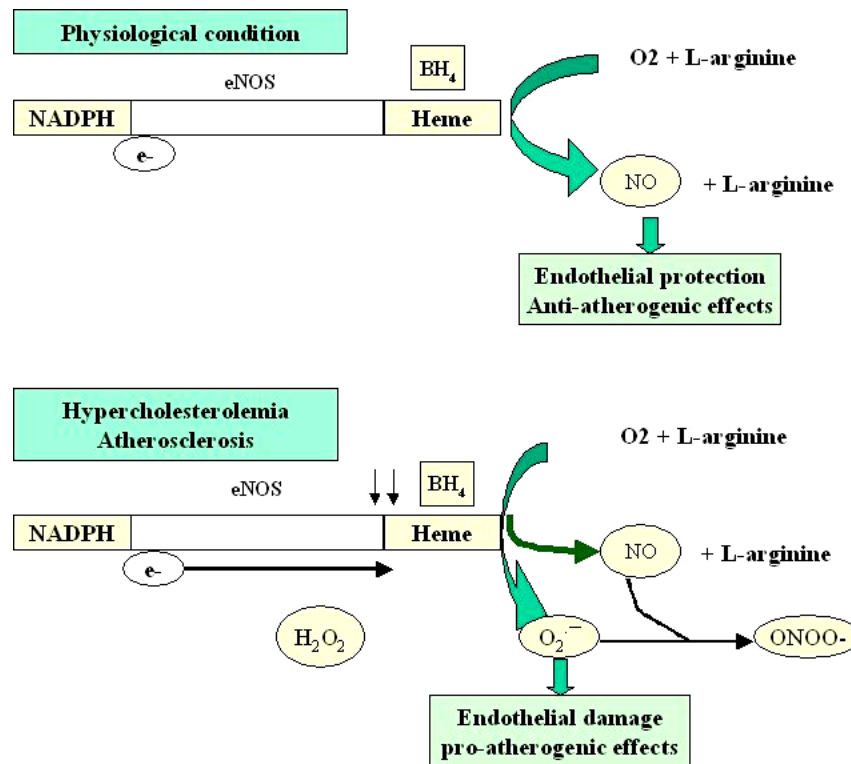 Physiological condition
BH₄
O2 + L-arginine
eNOS
NADPH
Heme
e-
NO
+ L-arginine
Endothelial protection
Anti-atherogenic effects
Hypercholesterolemia
Atherosclerosis
O2 + L-arginine
eNOS
BH₄
NADPH
Heme
NO
+ L-arginine
e-
H₂O₂
O₂·−
ONOO-
Endothelial damage
pro-atherogenic effects